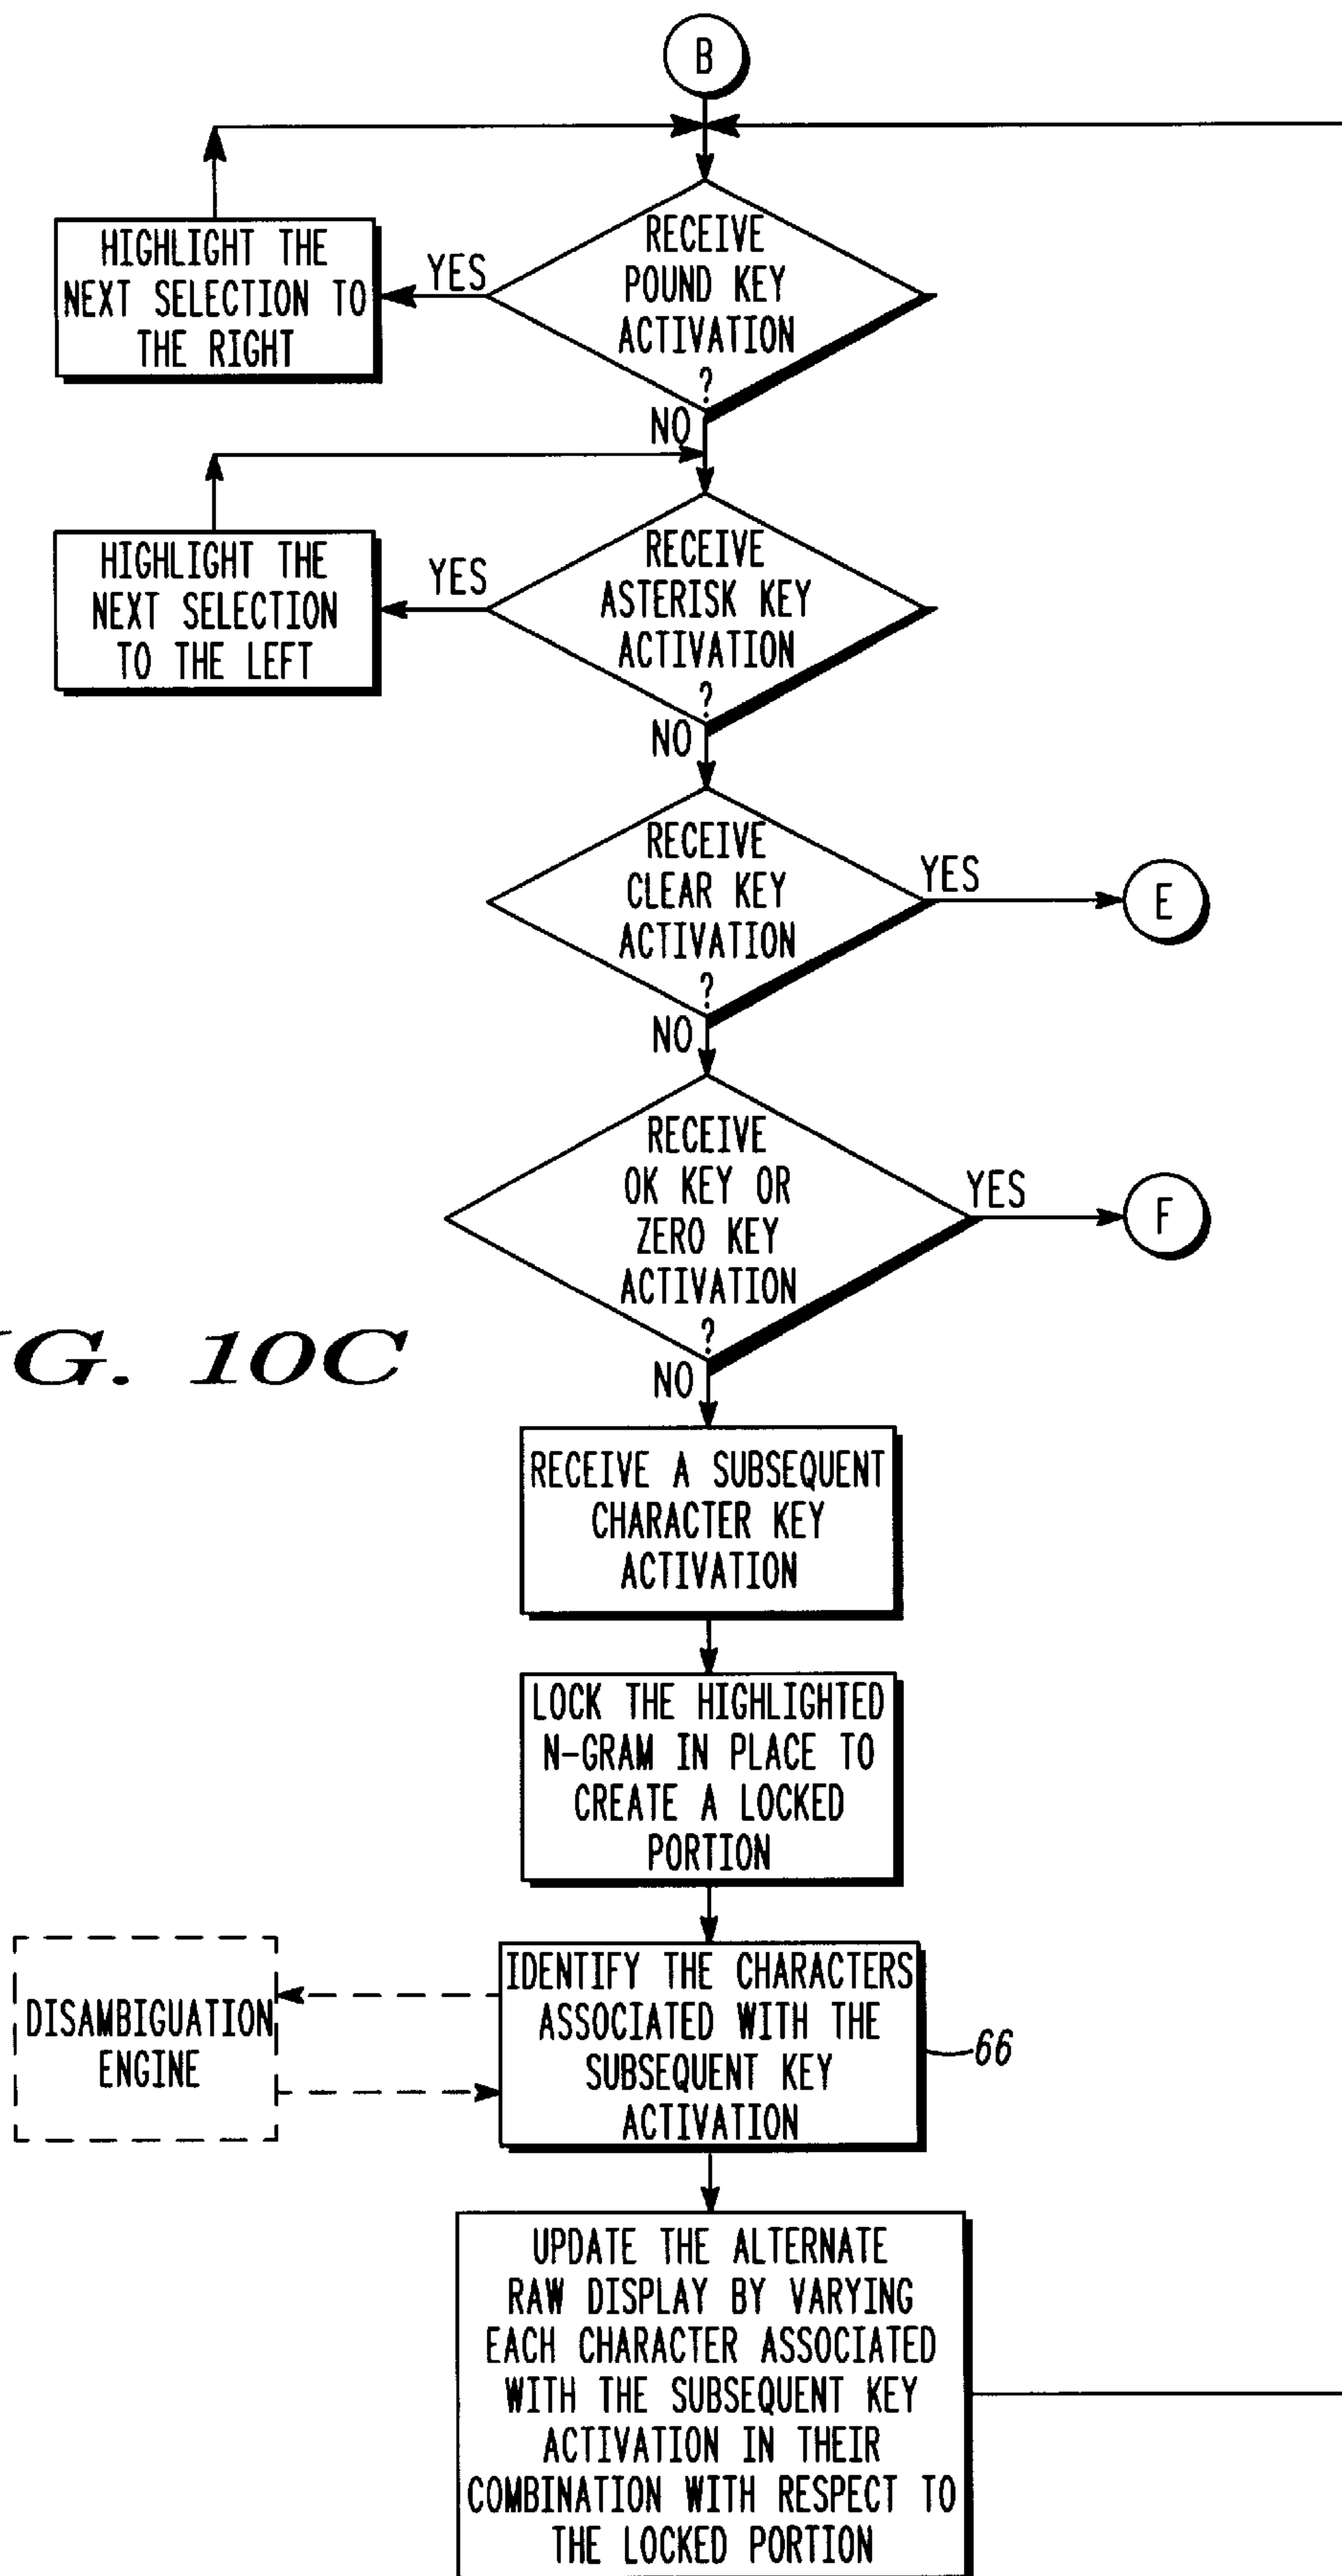 B
RECEIVE
POUND KEY
ACTIVATION
?
YES
HIGHLIGHT THE
NEXT SELECTION TO
THE RIGHT
NO
RECEIVE
ASTERISK KEY
ACTIVATION
?
YES
HIGHLIGHT THE
NEXT SELECTION
TO THE LEFT
NO
RECEIVE
CLEAR KEY
ACTIVATION
?
YES
E
NO
RECEIVE
OK KEY OR
ZERO KEY
ACTIVATION
?
YES
F
NO
G. 10C
RECEIVE A SUBSEQUENT
CHARACTER KEY
ACTIVATION
LOCK THE HIGHLIGHTED
N-GRAM IN PLACE TO
CREATE A LOCKED
PORTION
IDENTIFY THE CHARACTERS
ASSOCIATED WITH THE
SUBSEQUENT KEY
ACTIVATION
66
DISAMBIGUATION
ENGINE
UPDATE THE ALTERNATE
RAW DISPLAY BY VARYING
EACH CHARACTER ASSOCIATED
WITH THE SUBSEQUENT KEY
ACTIVATION IN THEIR
COMBINATION WITH RESPECT TO
THE LOCKED PORTION